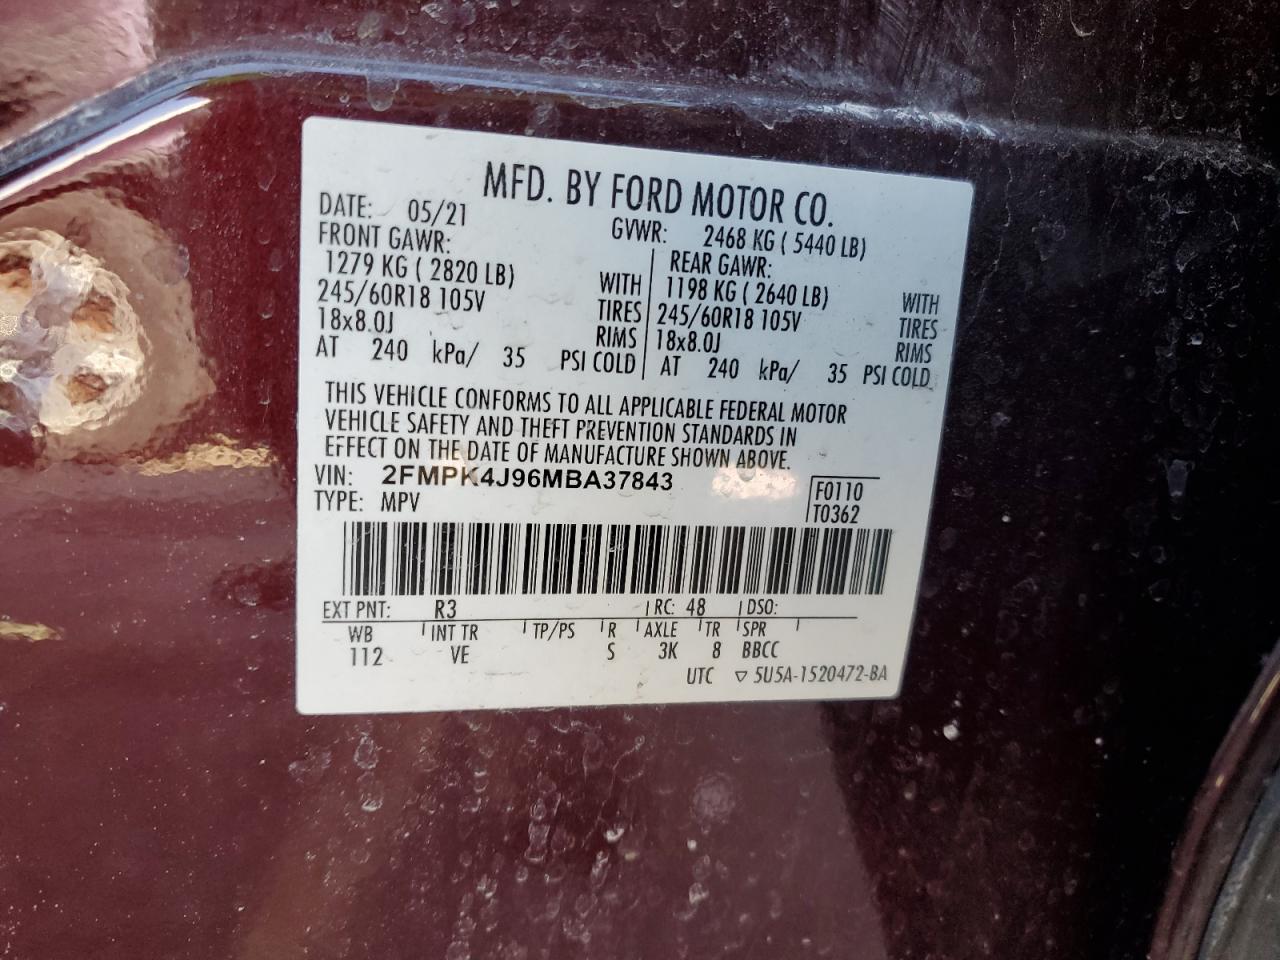 MFD. BY FORD MOTOR CO.
DATE: 05/21 GVWR: 2468 KG ( 5440 LB)
FRONT GAWR: REAR GAWR:
1279 KG ( 2820 LB) WITH 1198 KG ( 2640 LB) WITH
245/60R18 105V TIRES 245/60R18 105V TIRES
18x8.0J RIMS 18x8.0J RIMS
AT 240 kPa/ 35 PSI COLD AT 240 kPa/ 35 PSI COLD
THIS VEHICLE CONFORMS TO ALL APPLICABLE FEDERAL MOTOR
VEHICLE SAFETY AND THEFT PREVENTION STANDARDS IN
EFFECT ON THE DATE OF MANUFACTURE SHOWN ABOVE.
VIN: 2FMPK4J96MBA37843 F0110
TYPE: MPV T0362
EXT PNT: R3 RC: 48 DSO:
WB INT TR TP/PS R AXLE TR SPR
112 VE S 3K 8 BBCC
UTC ▽ 5U5A-1520472-BA